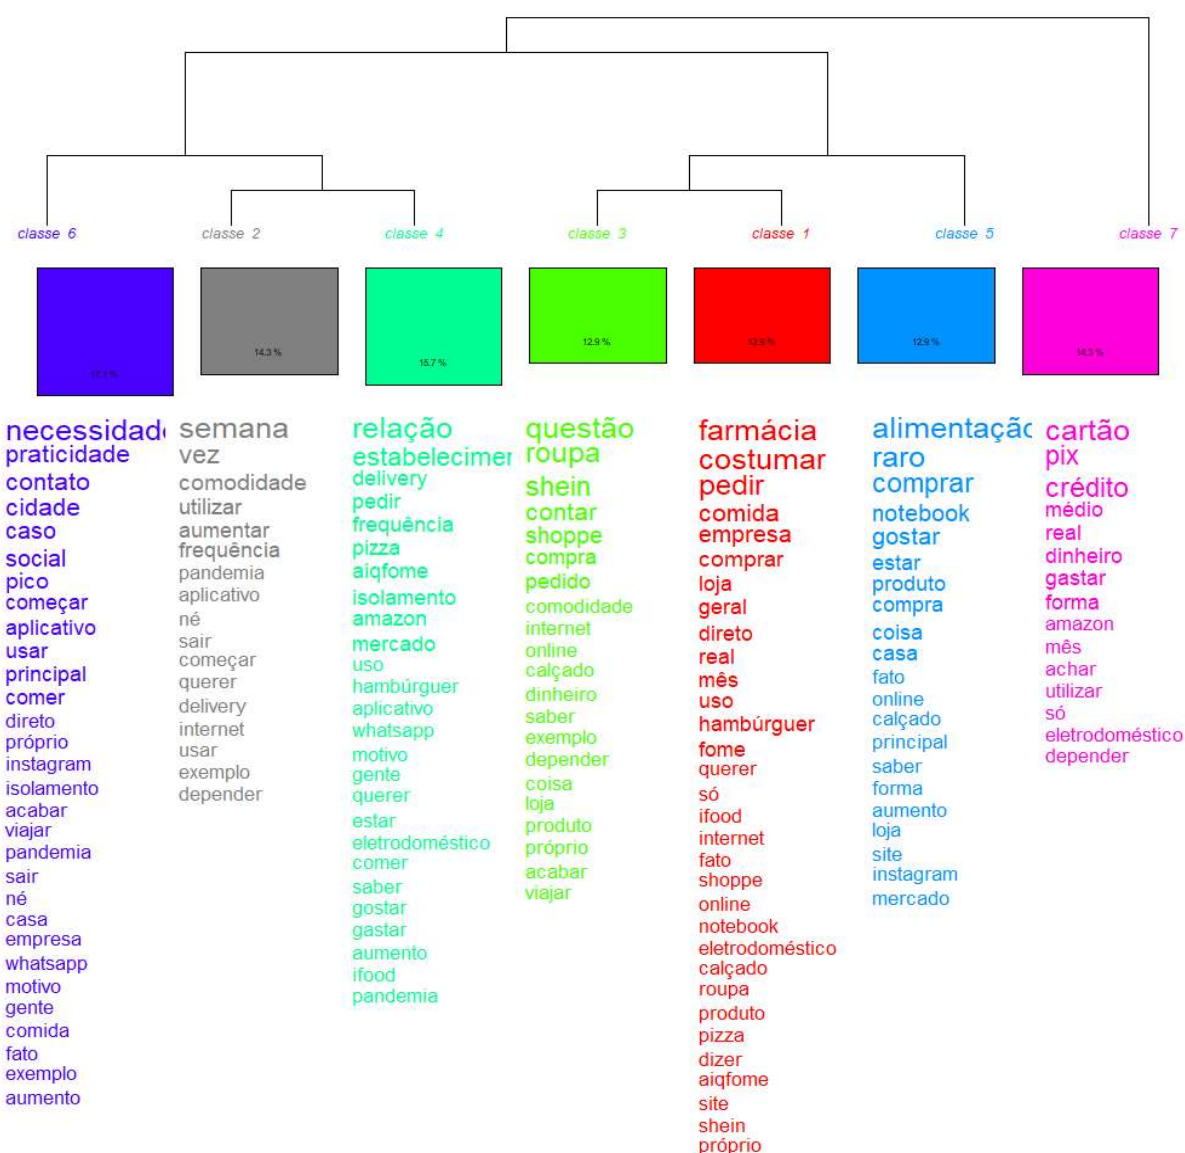 classe 6
classe 2
classe 4
classe 3
classe 1
classe 5
classe 7
17.1 %
14.3 %
15.7 %
12.9 %
12.9 %
12.9 %
14.3 %
necessidade
praticidade
contato
cidade
caso
social
pico
começar
aplicativo
usar
principal
comer
direto
próprio
instagram
isolamento
acabar
viajar
pandemia
sair
né
casa
empresa
whatsapp
motivo
gente
comida
fato
exemplo
aumento
semana
vez
comodidade
utilizar
aumentar
frequência
pandemia
aplicativo
né
sair
começar
querer
delivery
internet
usar
exemplo
depender
relação
estabelecimen
delivery
pedir
frequência
pizza
aiqfome
isolamento
amazon
mercado
uso
hambúrguer
aplicativo
whatsapp
motivo
gente
querer
estar
eletrodoméstico
comer
saber
gostar
gastar
aumento
ifood
pandemia
questão
roupa
shein
contar
shoppe
compra
pedido
comodidade
internet
online
calçado
dinheiro
saber
exemplo
depender
coisa
loja
produto
próprio
acabar
viajar
farmácia
costumar
pedir
comida
empresa
comprar
loja
geral
direto
real
mês
uso
hambúrguer
fome
querer
só
ifood
internet
fato
shoppe
online
notebook
eletrodoméstico
calçado
roupa
produto
pizza
dizer
aiqfome
site
shein
próprio
alimentação
raro
comprar
notebook
gostar
estar
produto
compra
coisa
casa
fato
online
calçado
principal
saber
forma
aumento
loja
site
instagram
mercado
cartão
pix
crédito
médio
real
dinheiro
gastar
forma
amazon
mês
achar
utilizar
só
eletrodoméstico
depender